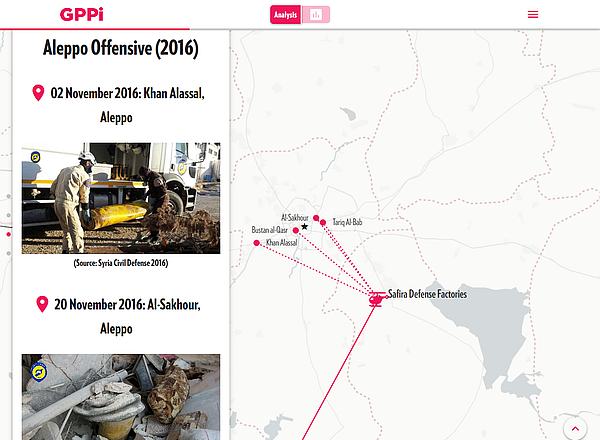 GPPi
Analysis
Aleppo Offensive (2016)
02 November 2016: Khan Alassal,
Aleppo
(Source: Syria Civil Defense 2016)
20 November 2016: Al-Sakhour,
Aleppo
Al-Sakhour
Tariq Al-Bab
Bustan al-Qasr
Khan Alassal
Safira Defense Factories